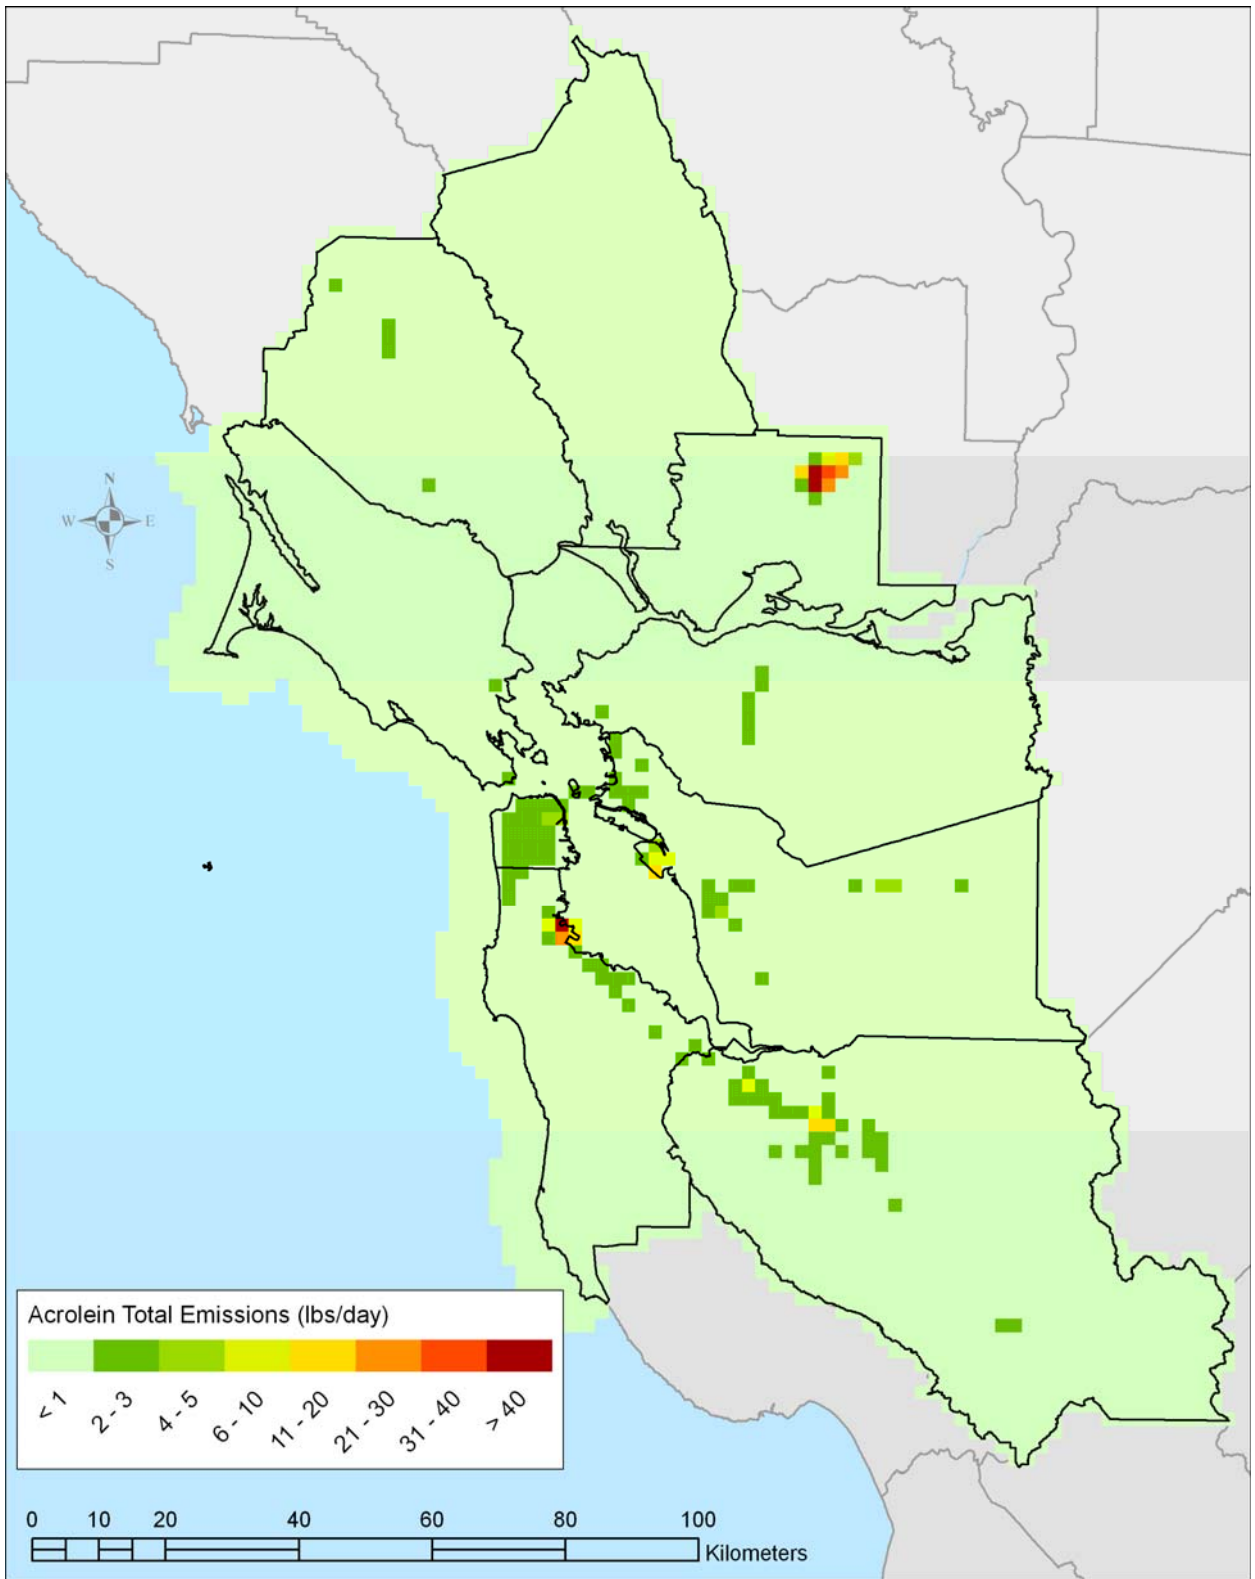 N
W E
S
Acrolein Total Emissions (lbs/day)
< 1
2 - 3
4 - 5
6 - 10
11 - 20
21 - 30
31 - 40
> 40
0 10 20 40 60 80 100
Kilometers